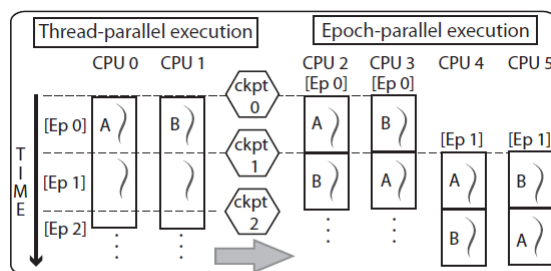 Thread-parallel execution
Epoch-parallel execution
CPU 0 CPU 1
CPU 2 CPU 3 CPU 4 CPU 5
[Ep 0] [Ep 0]
ckpt
0
[Ep 0] A B
A B
[Ep 1] [Ep 1]
ckpt
1
TIME
[Ep 1]
B A A B
ckpt
2
[Ep 2]
B A